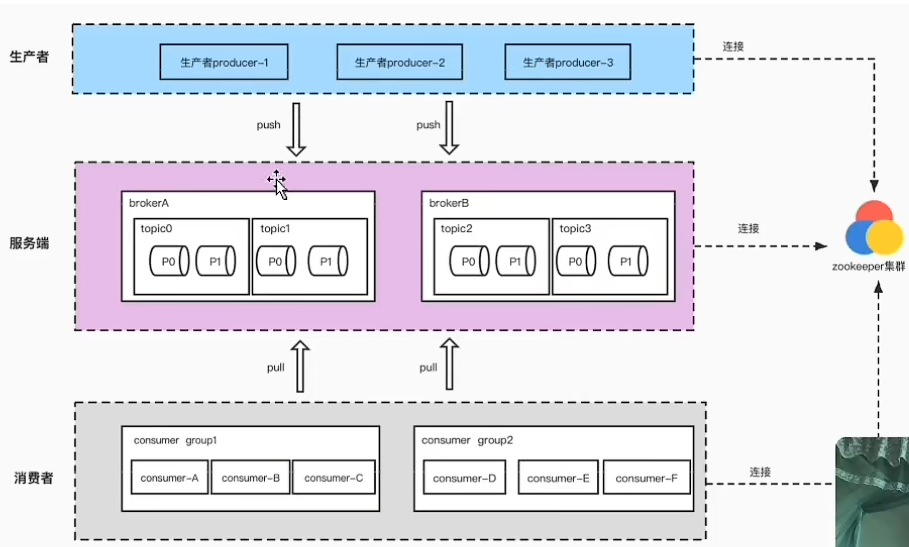 生产者
生产者producer-1
生产者producer-2
生产者producer-3
连接
push
push
服务端
brokerA
topic0
P0
P1
topic1
P0
P1
brokerB
topic2
P0
P1
topic3
P0
P1
连接
zookeeper集群
pull
pull
消费者
consumer group1
consumer-A
consumer-B
consumer-C
consumer group2
consumer-D
consumer-E
consumer-F
连接